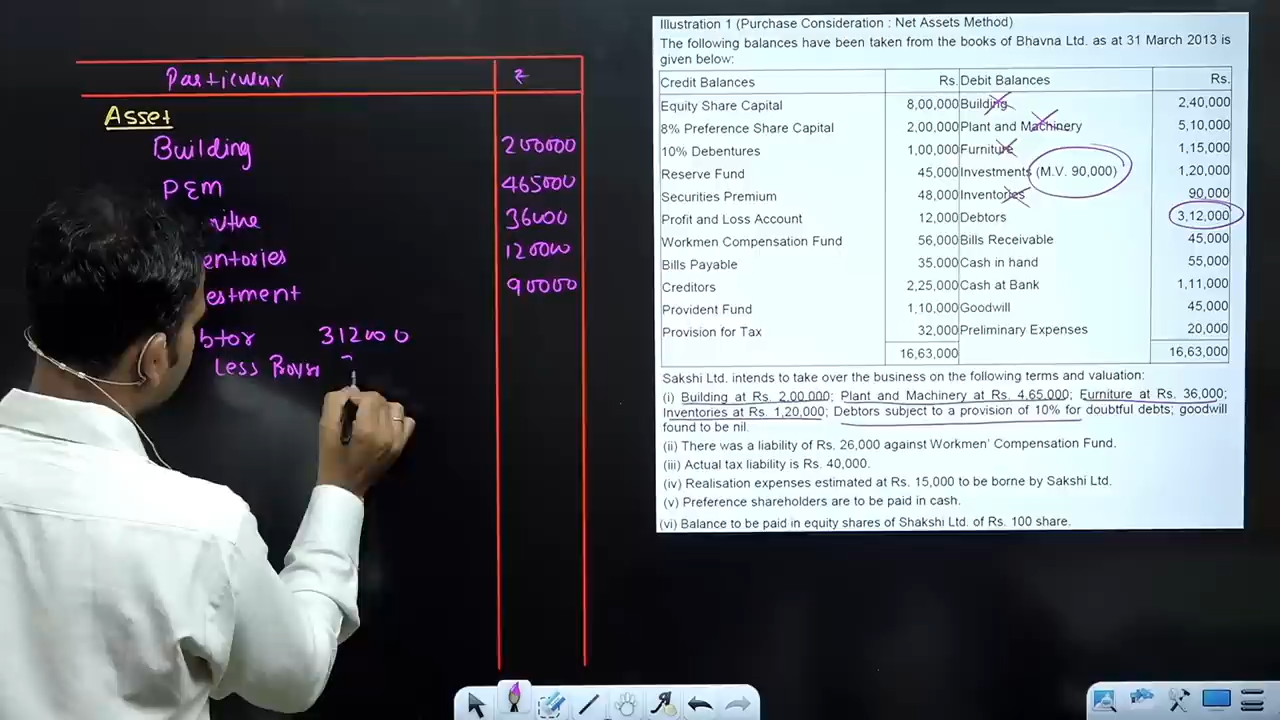 Particular ₹
Asset
Building 200000
P&M 465000
36000
entories 120000
estment 90000
btor 312000
Less
Illustration 1 (Purchase Consideration : Net Assets Method)
The following balances have been taken from the books of Bhavna Ltd. as at 31 March 2013 is
given below:
Credit Balances Rs. Debit Balances Rs.
Equity Share Capital 8,00,000 Building 2,40,000
8% Preference Share Capital 2,00,000 Plant and Machinery 5,10,000
10% Debentures 1,00,000 Furniture 1,15,000
Reserve Fund 45,000 Investments (M.V. 90,000) 1,20,000
Securities Premium 48,000 Inventories 90,000
Profit and Loss Account 12,000 Debtors 3,12,000
Workmen Compensation Fund 56,000 Bills Receivable 45,000
Bills Payable 35,000 Cash in hand 55,000
Creditors 2,25,000 Cash at Bank 1,11,000
Provident Fund 1,10,000 Goodwill 45,000
Provision for Tax 32,000 Preliminary Expenses 20,000
16,63,000 16,63,000
Sakshi Ltd. intends to take over the business on the following terms and valuation:
(i) Building at Rs. 2,00,000; Plant and Machinery at Rs. 4,65,000; Furniture at Rs. 36,000;
Inventories at Rs. 1,20,000; Debtors subject to a provision of 10% for doubtful debts; goodwill
found to be nil.
(ii) There was a liability of Rs. 26,000 against Workmen' Compensation Fund.
(iii) Actual tax liability is Rs. 40,000.
(iv) Realisation expenses estimated at Rs. 15,000 to be borne by Sakshi Ltd.
(v) Preference shareholders are to be paid in cash.
(vi) Balance to be paid in equity shares of Shakshi Ltd. of Rs. 100 share.